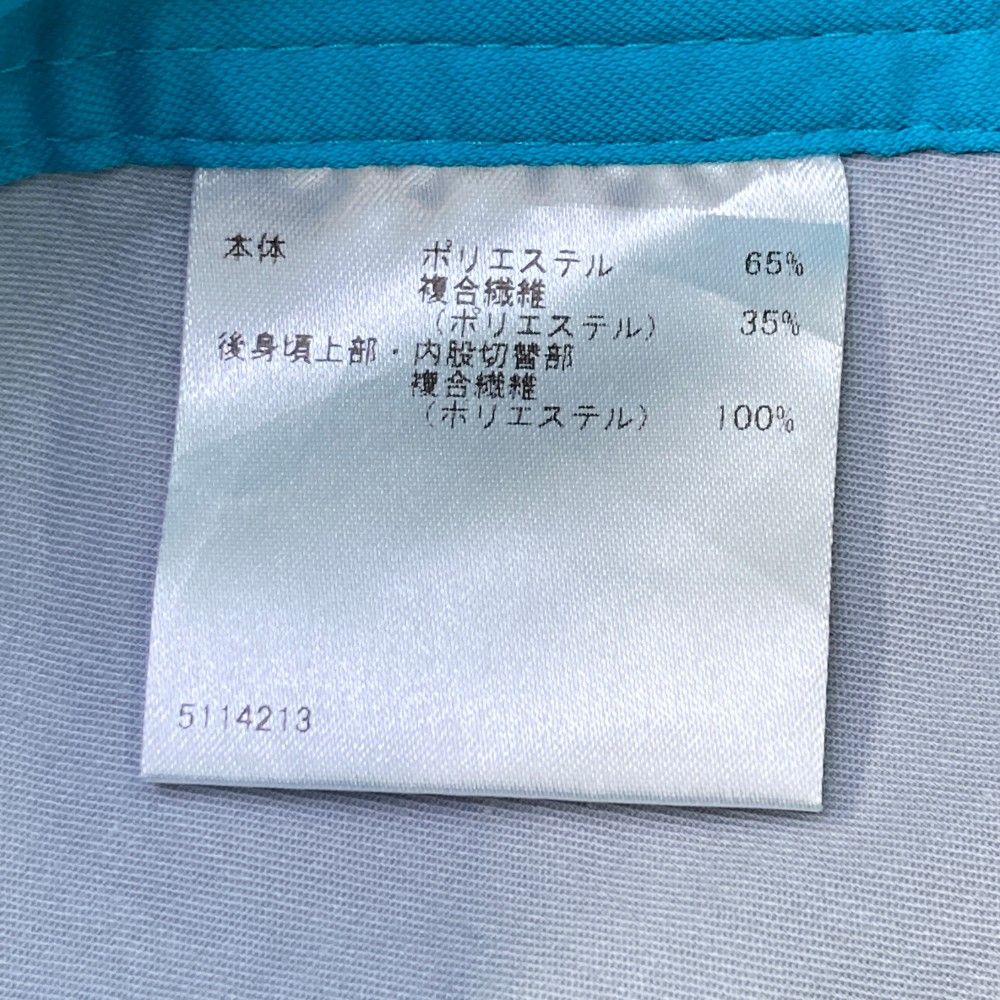 本体 ポリエステル 65%
複合繊維
(ポリエステル) 35%
後身頃上部・内股切替部
複合繊維
(ポリエステル) 100%
5114213